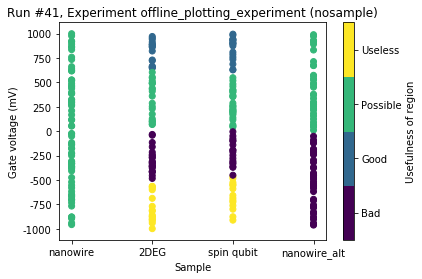 Run #41, Experiment offline_plotting_experiment (nosample)
1000
750
500
250
0
-250
-500
-750
-1000
Gate voltage (mV)
nanowire
2DEG
spin qubit
nanowire_alt
Sample
Useless
Possible
Good
Bad
Usefulness of region